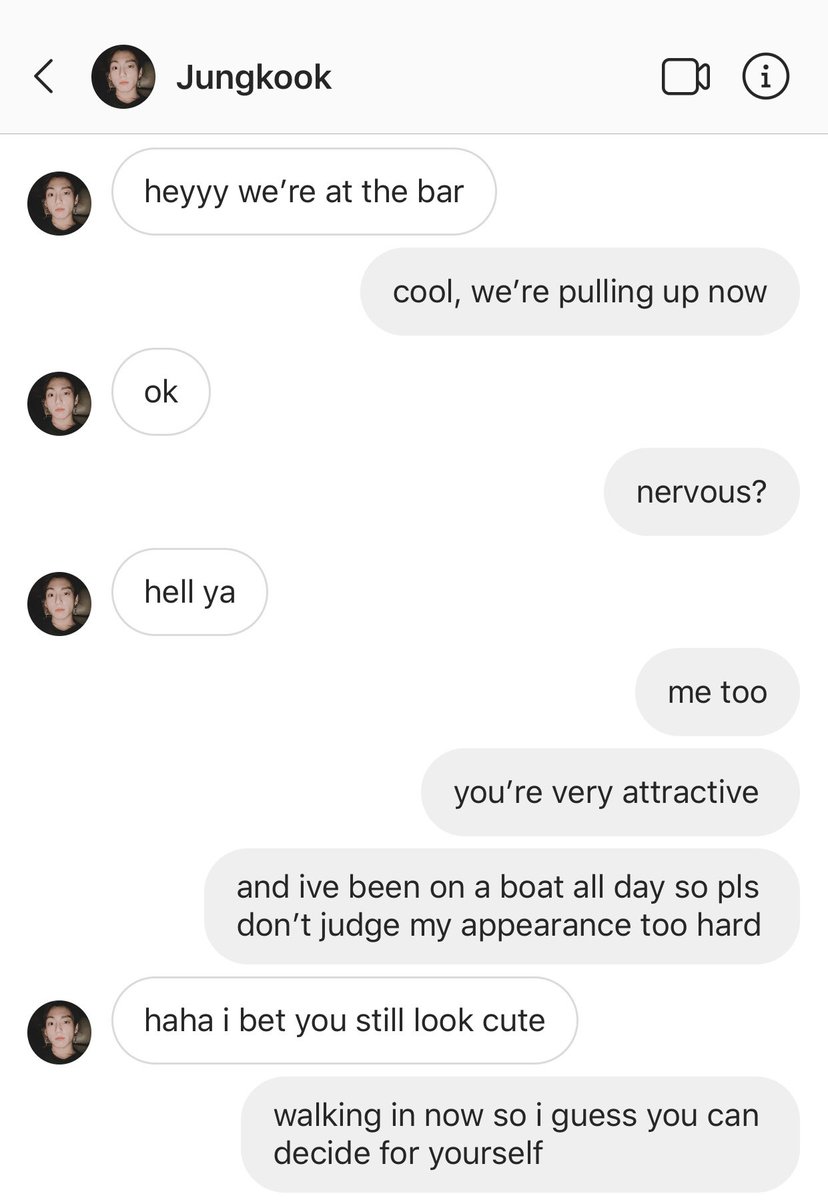 Jungkook
heyyy we’re at the bar
cool, we’re pulling up now
ok
nervous?
hell ya
me too
you’re very attractive
and ive been on a boat all day so pls
don’t judge my appearance too hard
haha i bet you still look cute
walking in now so i guess you can
decide for yourself